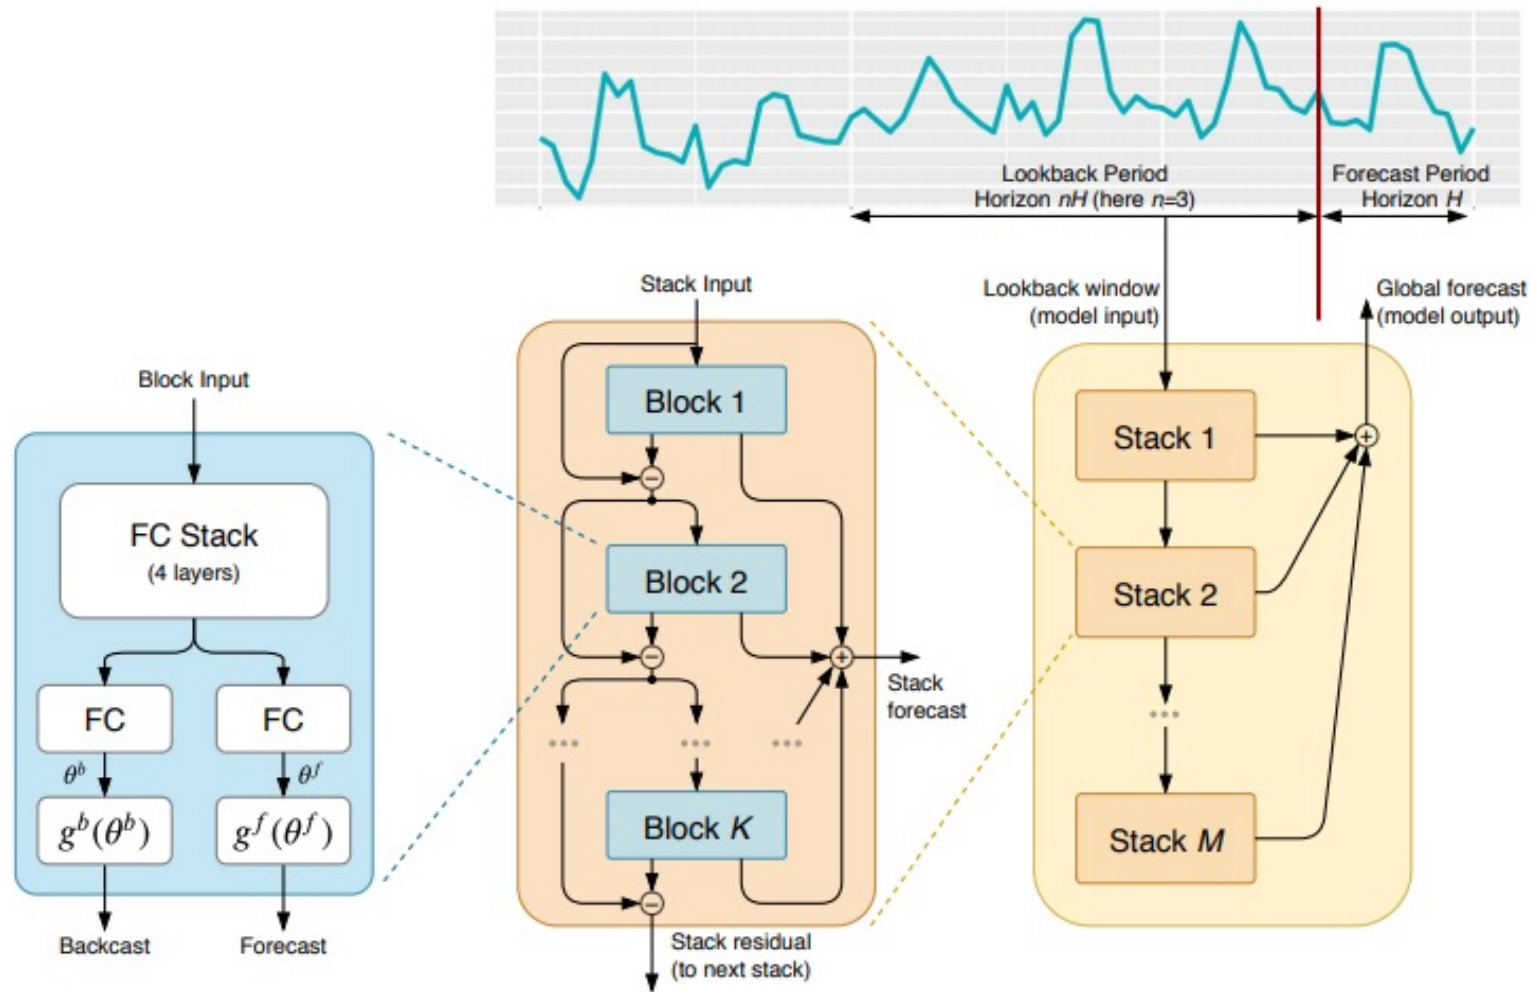 Lookback Period
Horizon nH (here n=3)
Forecast Period
Horizon H
Block Input
FC Stack
(4 layers)
FC
FC
θᵇ
θᶠ
gᵇ(θᵇ)
gᶠ(θᶠ)
Backcast
Forecast
Stack Input
Block 1
−
Block 2
−
+
Stack
forecast
...
...
...
Block K
−
Stack residual
(to next stack)
Lookback window
(model input)
Global forecast
(model output)
Stack 1
+
Stack 2
...
Stack M